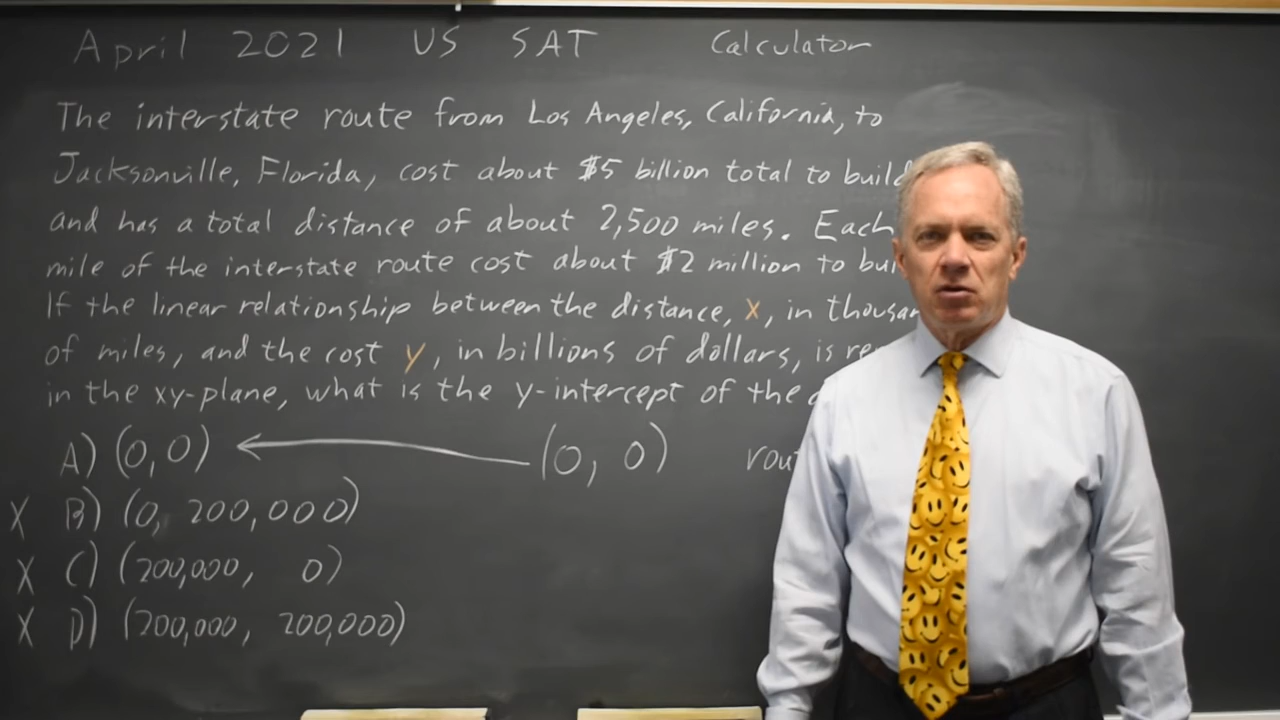 April 2021 US SAT Calculator
The interstate route from Los Angeles, California, to
Jacksonville, Florida, cost about $5 billion total to build
and has a total distance of about 2,500 miles. Each
mile of the interstate route cost about $2 million to
If the linear relationship between the distance, x, in
of miles, and the cost y, in billions of dollars, is
in the xy-plane, what is the y-intercept of the
A) (0,0) (0, 0)
X B) (0, 200,000)
X C) (200,000, 0)
X D) (200,000, 200,000)